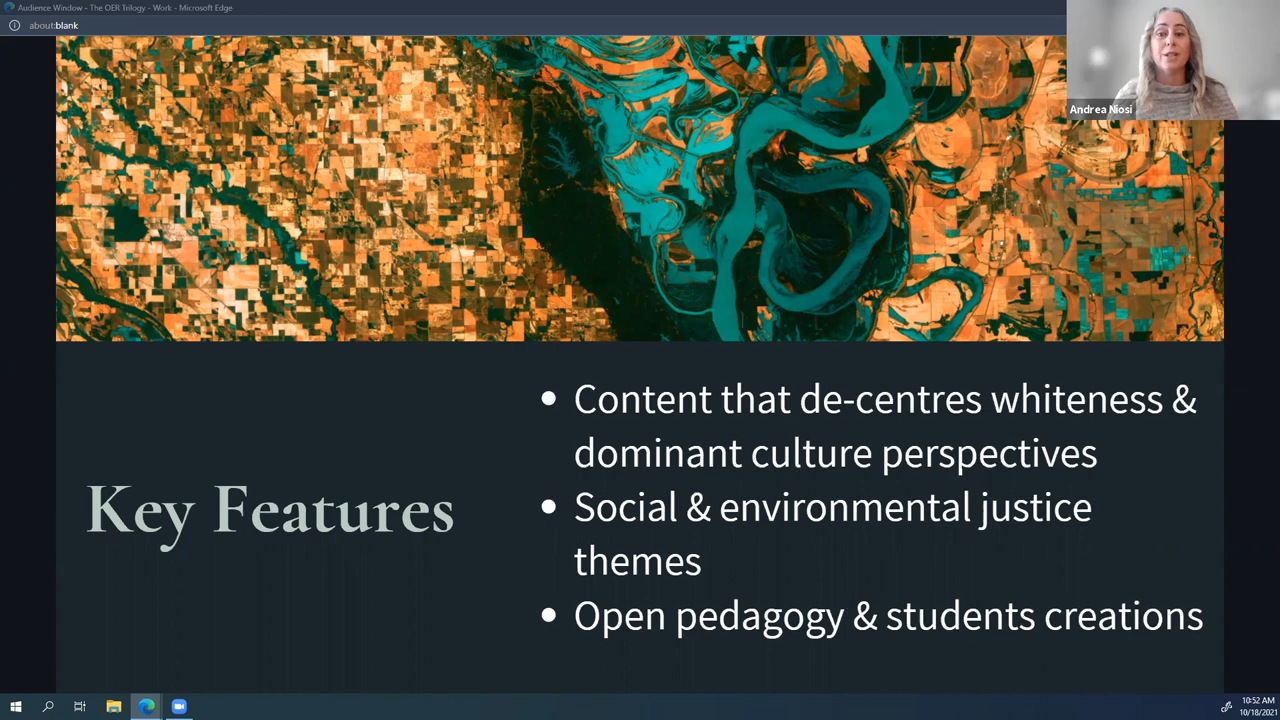 Audience Window - The OER Trilogy - Work - Microsoft Edge
about:blank
Andrea Niosi
Key Features
• Content that de-centres whiteness &
dominant culture perspectives
• Social & environmental justice
themes
• Open pedagogy & students creations
10:52 AM
10/18/2021